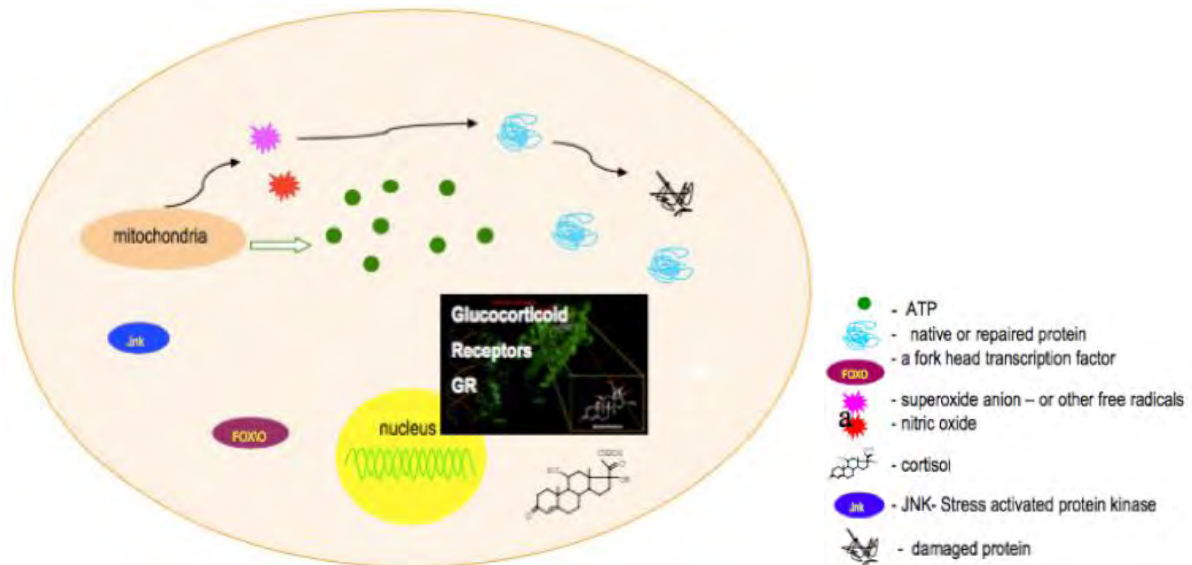 mitochondria
Jnk
FOX\O
Glucocorticoid
Receptors
GR
nucleus
- ATP
- native or repaired protein
- a fork head transcription factor
FOXO
- superoxide anion – or other free radicals
a
- nitric oxide
- cortisol
Jnk
- JNK- Stress activated protein kinase
- damaged protein